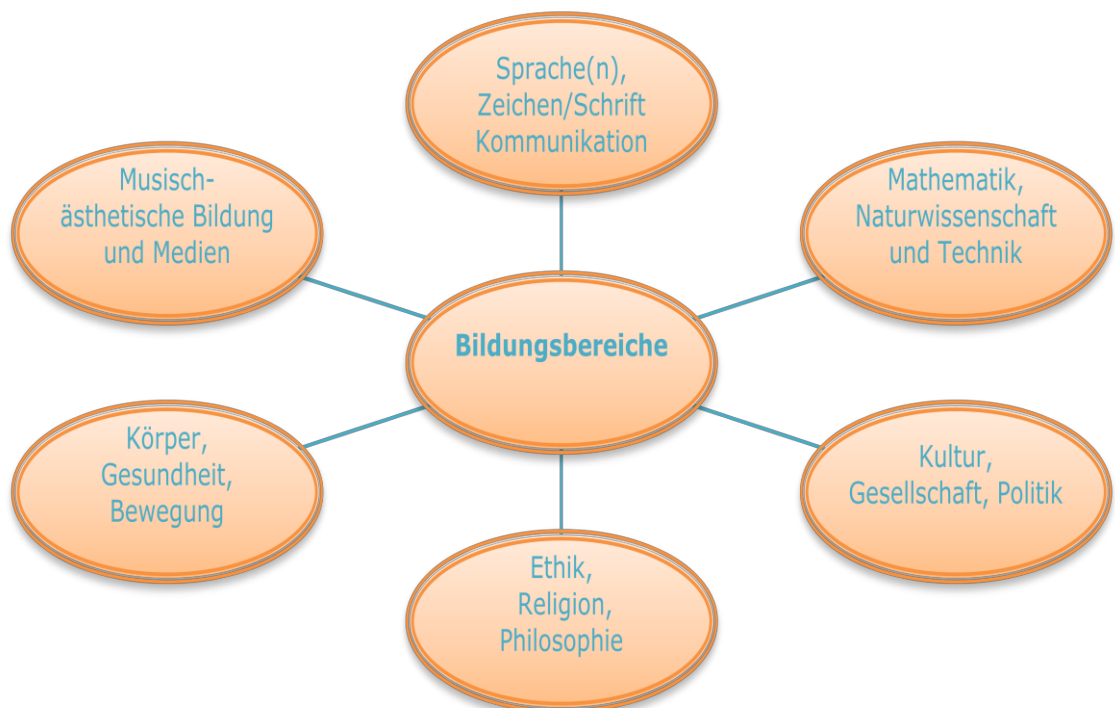 Sprache(n),
Zeichen/Schrift
Kommunikation
Musisch-
ästhetische Bildung
und Medien
Mathematik,
Naturwissenschaft
und Technik
Bildungsbereiche
Körper,
Gesundheit,
Bewegung
Kultur,
Gesellschaft, Politik
Ethik,
Religion,
Philosophie